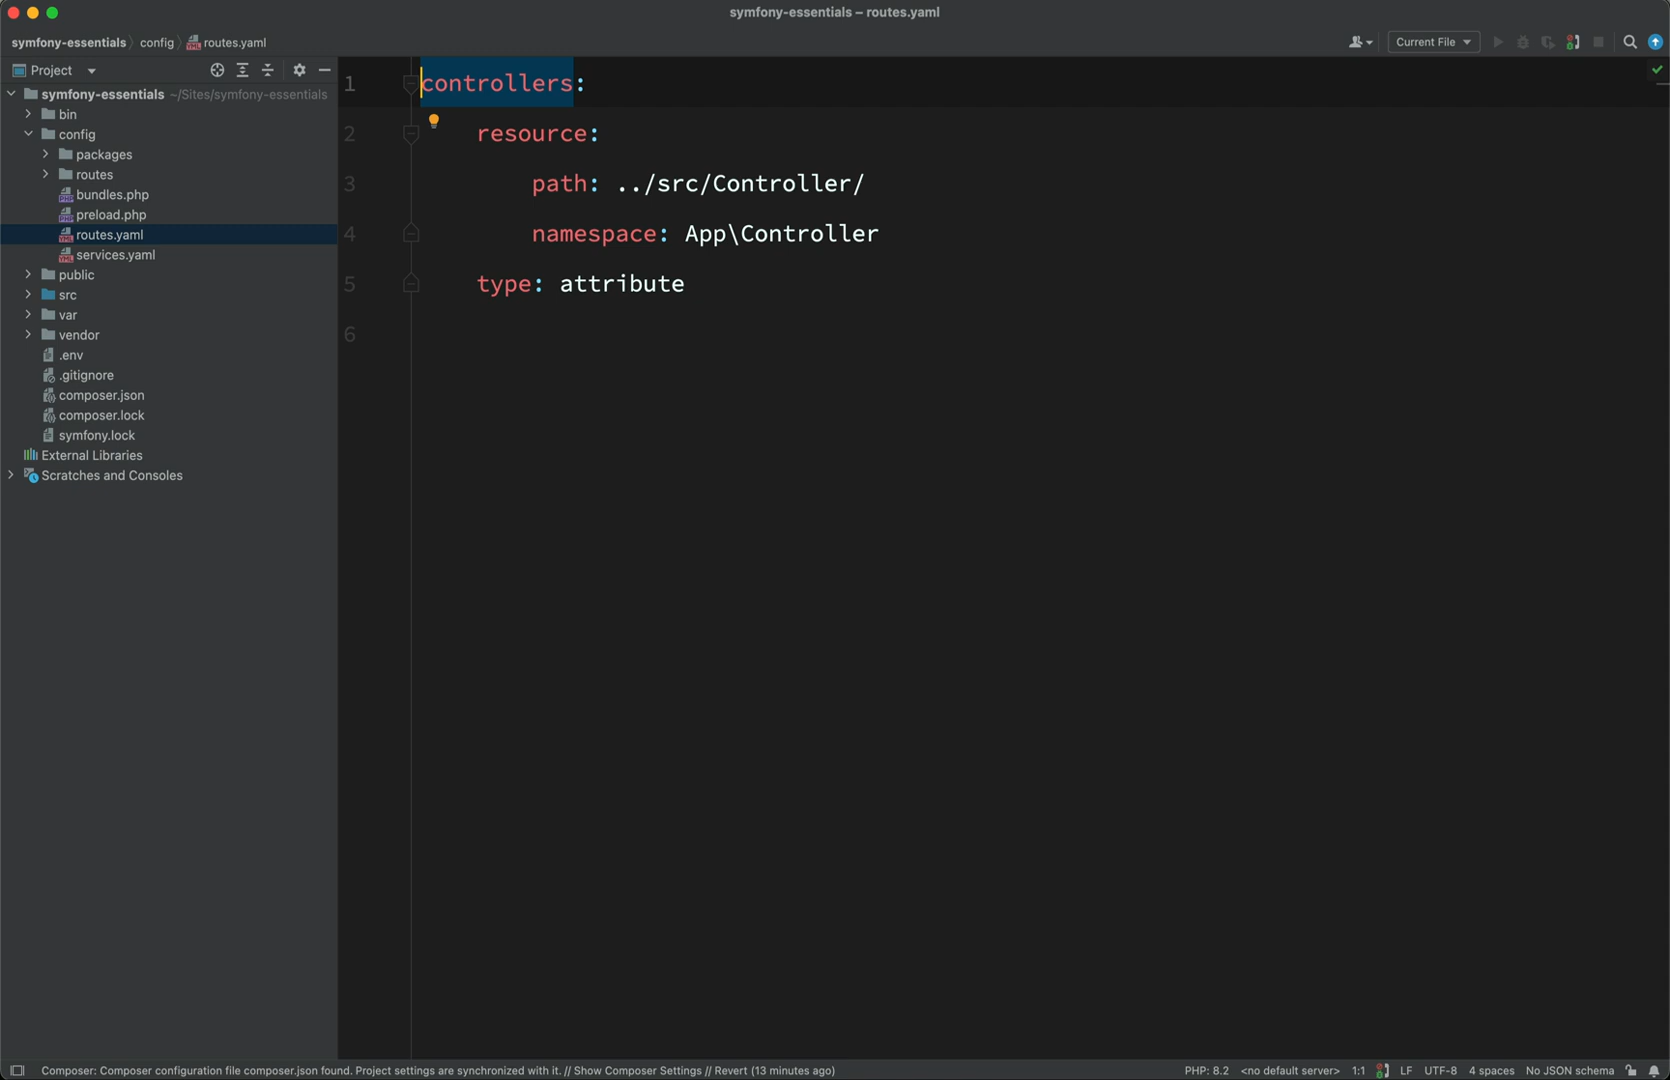 symfony-essentials – routes.yaml
symfony-essentials config routes.yaml
Current File
Project
symfony-essentials ~/Sites/symfony-essentials
bin
config
packages
routes
bundles.php
preload.php
routes.yaml
services.yaml
public
src
var
vendor
.env
.gitignore
composer.json
composer.lock
symfony.lock
External Libraries
Scratches and Consoles
1 controllers:
2 resource:
3 path: ../src/Controller/
4 namespace: App\Controller
5 type: attribute
6
Composer: Composer configuration file composer.json found. Project settings are synchronized with it. // Show Composer Settings // Revert (13 minutes ago)
PHP: 8.2 <no default server> 1:1 LF UTF-8 4 spaces No JSON schema